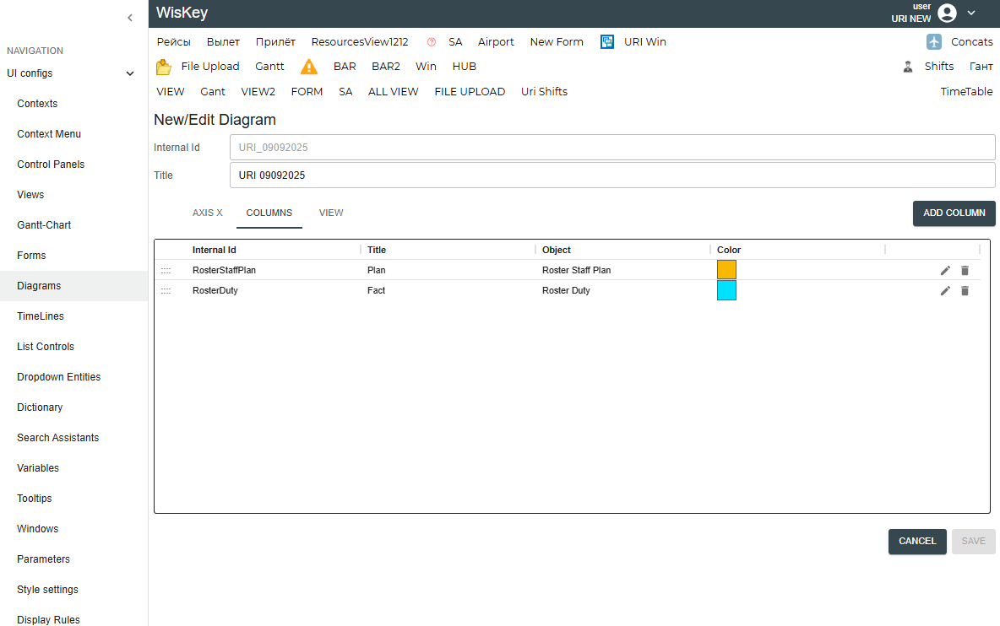 WisKey
user
URI NEW
NAVIGATION
UI configs
Contexts
Context Menu
Control Panels
Views
Gantt-Chart
Forms
Diagrams
TimeLines
List Controls
Dropdown Entities
Dictionary
Search Assistants
Variables
Tooltips
Windows
Parameters
Style settings
Display Rules
Рейсы Вылет Прилёт ResourcesView1212 SA Airport New Form URI Win Concats
File Upload Gantt BAR BAR2 Win HUB Shifts Гант
VIEW Gant VIEW2 FORM SA ALL VIEW FILE UPLOAD Uri Shifts TimeTable
New/Edit Diagram
Internal Id URI_09092025
Title URI 09092025
AXIS X COLUMNS VIEW ADD COLUMN
Internal Id Title Object Color
RosterStaffPlan Plan Roster Staff Plan
RosterDuty Fact Roster Duty
CANCEL SAVE